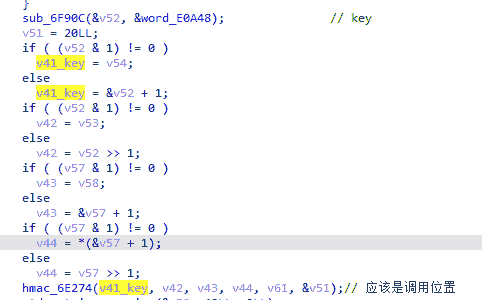 }
sub_6F90C(&v52, &word_E0A48); // key
v51 = 20LL;
if ( (v52 & 1) != 0 )
v41_key = v54;
else
v41_key = &v52 + 1;
if ( (v52 & 1) != 0 )
v42 = v53;
else
v42 = v52 >> 1;
if ( (v57 & 1) != 0 )
v43 = v58;
else
v43 = &v57 + 1;
if ( (v57 & 1) != 0 )
v44 = *(&v57 + 1);
else
v44 = v57 >> 1;
hmac_6E274(v41_key, v42, v43, v44, v61, &v51);// 应该是调用位置